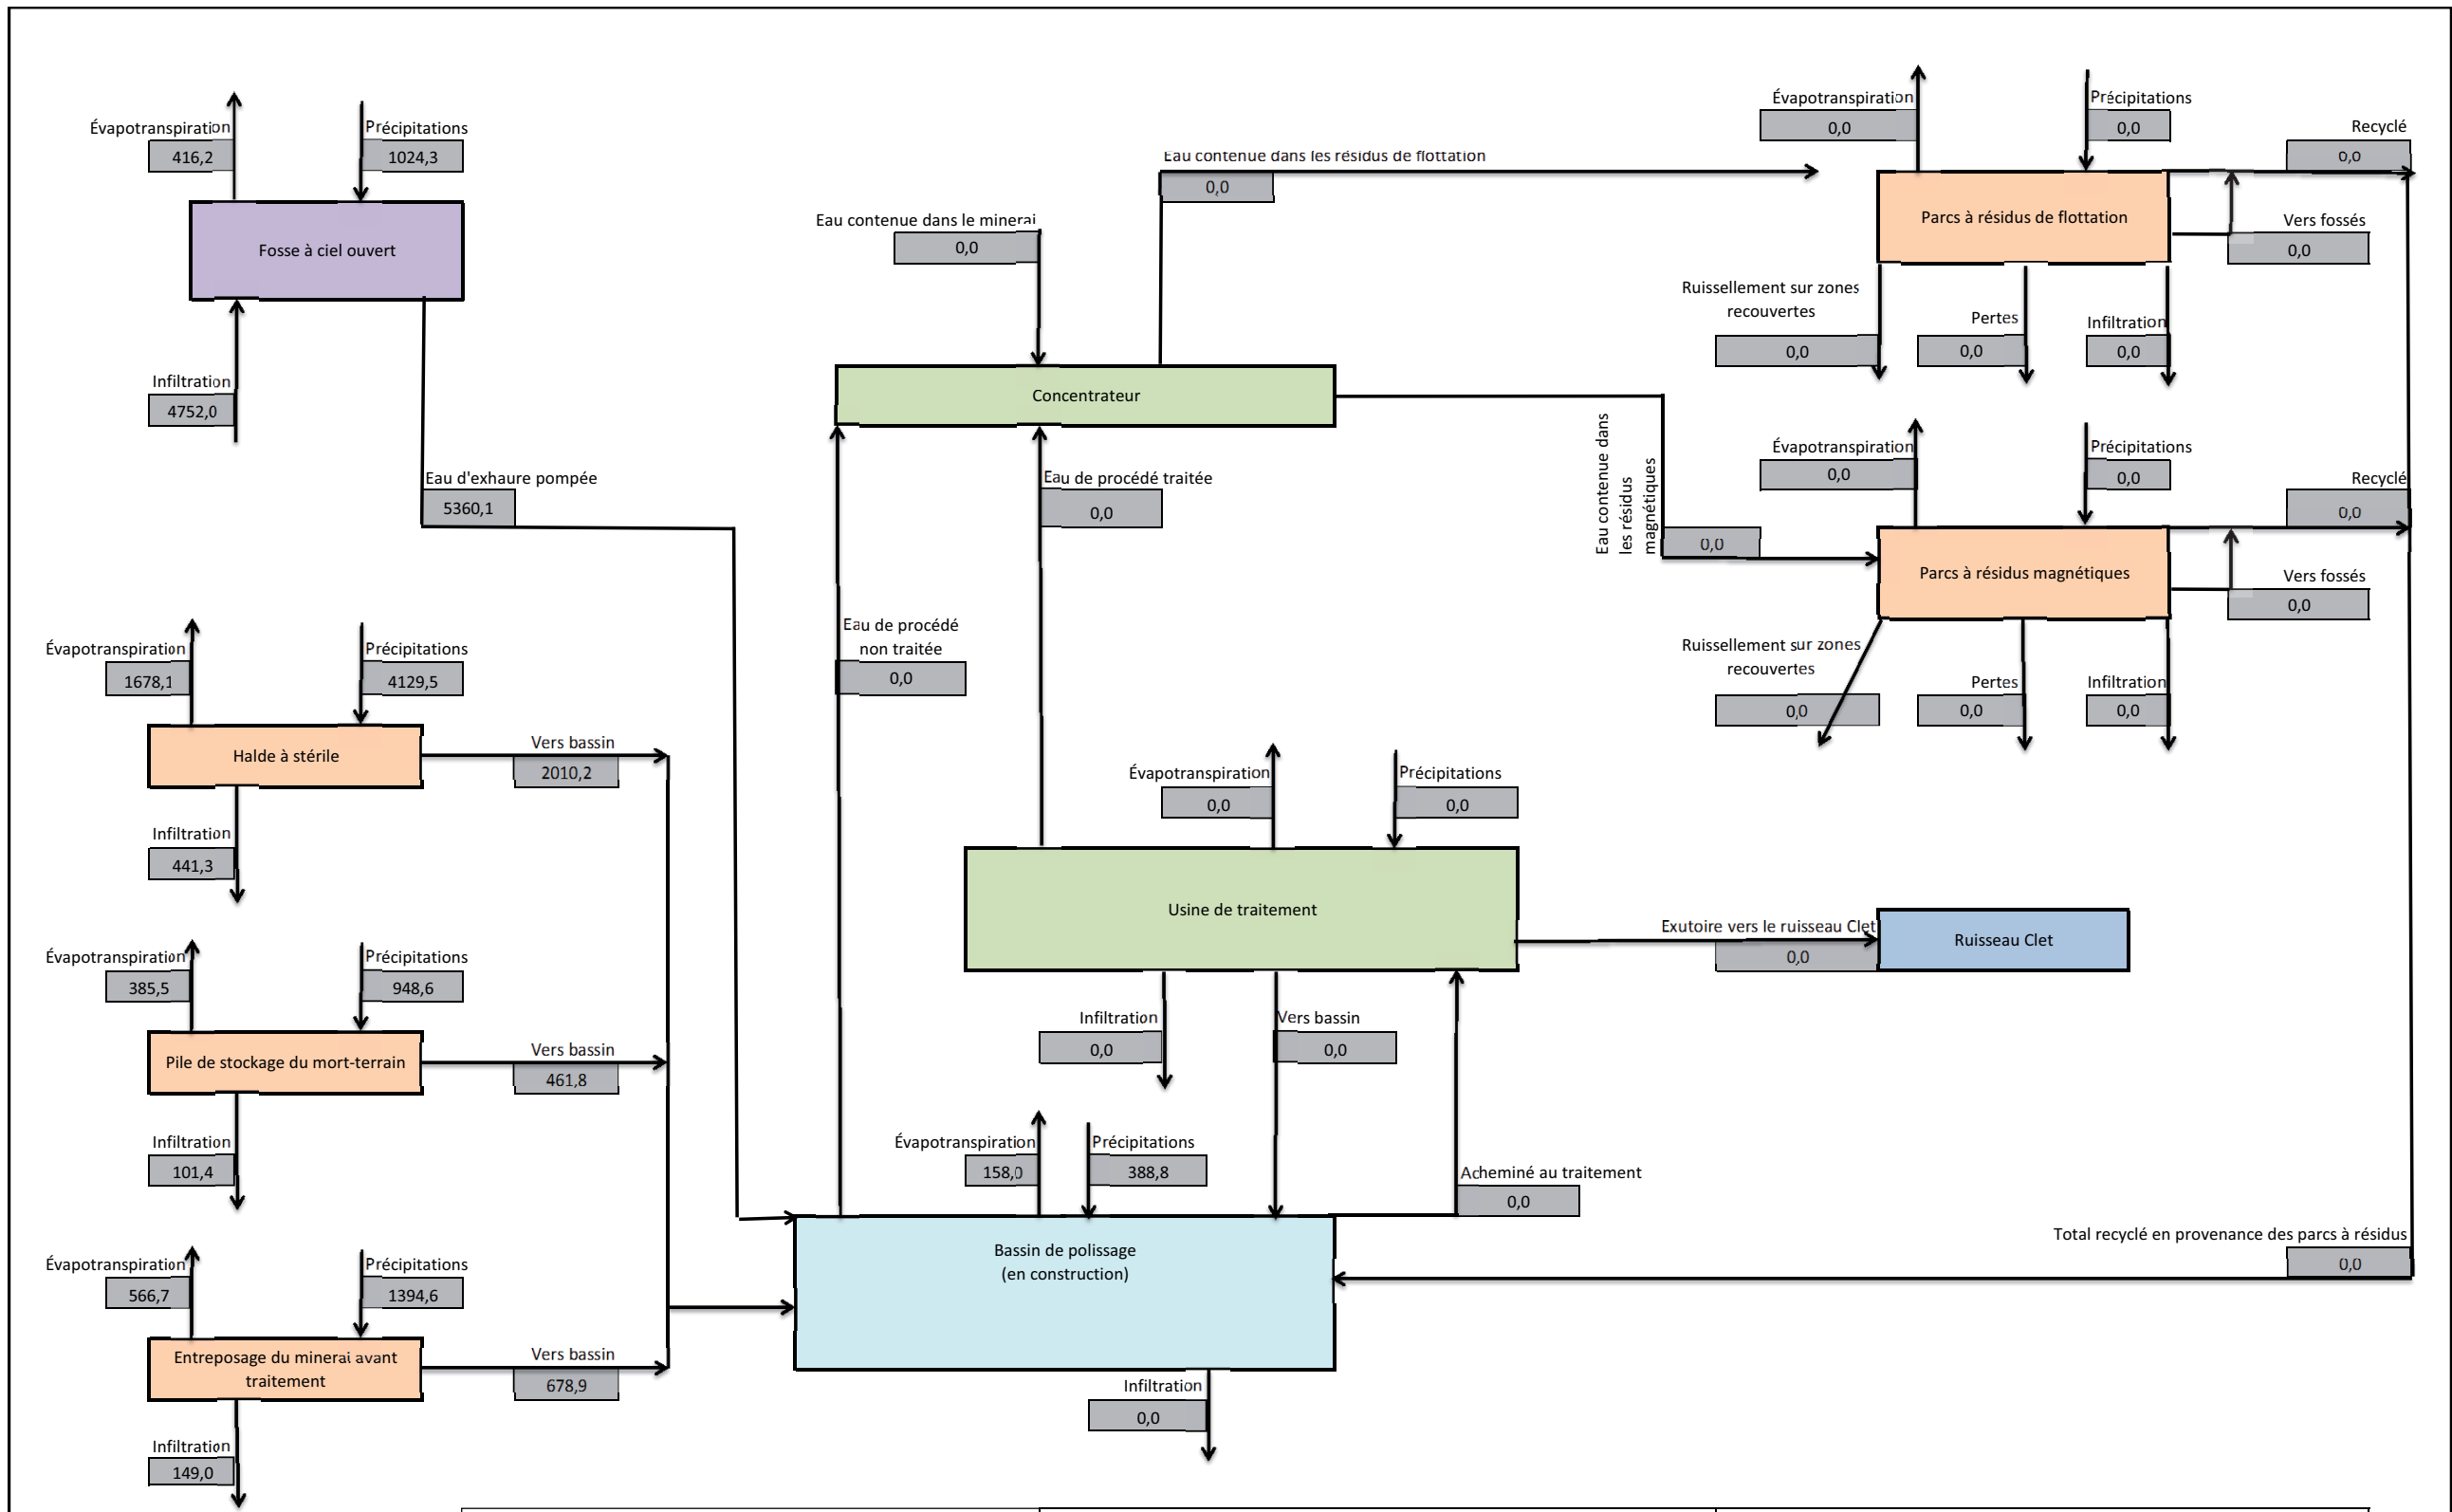 Évapotranspiration
416,2
Précipitations
1024,3
Fosse à ciel ouvert
Infiltration
4752,0
Eau d'exhaure pompée
5360,1
Évapotranspiration
1678,1
Précipitations
4129,5
Halde à stérile
Vers bassin
2010,2
Infiltration
441,3
Évapotranspiration
385,5
Précipitations
948,6
Pile de stockage du mort-terrain
Vers bassin
461,8
Infiltration
101,4
Évapotranspiration
566,7
Précipitations
1394,6
Entreposage du minerai avant
traitement
Vers bassin
678,9
Infiltration
149,0
Eau contenue dans les résidus de flottation
0,0
Eau contenue dans le minerai
0,0
Concentrateur
Eau de procédé traitée
0,0
Eau de procédé
non traitée
0,0
Eau contenue dans
les résidus
magnétiques
0,0
Évapotranspiration
0,0
Précipitations
0,0
Usine de traitement
Exutoire vers le ruisseau Clet
0,0
Ruisseau Clet
Infiltration
0,0
Vers bassin
0,0
Évapotranspiration
158,0
Précipitations
388,8
Acheminé au traitement
0,0
Bassin de polissage
(en construction)
Infiltration
0,0
Évapotranspiration
0,0
Précipitations
0,0
Recyclé
0,0
Parcs à résidus de flottation
Vers fossés
0,0
Ruissellement sur zones
recouvertes
0,0
Pertes
0,0
Infiltration
0,0
Évapotranspiration
0,0
Précipitations
0,0
Recyclé
0,0
Parcs à résidus magnétiques
Vers fossés
0,0
Ruissellement sur zones
recouvertes
0,0
Pertes
0,0
Infiltration
0,0
Total recyclé en provenance des parcs à résidus
0,0